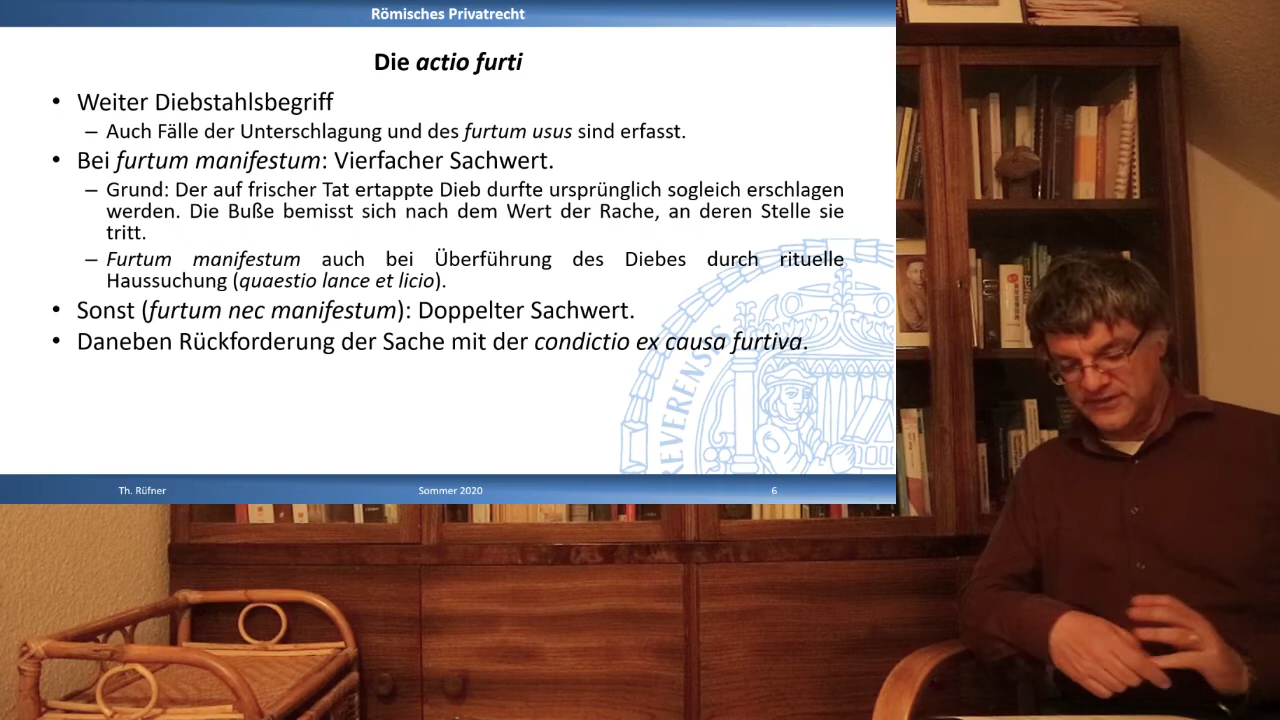 Römisches Privatrecht
Die actio furti
• Weiter Diebstahlsbegriff
– Auch Fälle der Unterschlagung und des furtum usus sind erfasst.
• Bei furtum manifestum: Vierfacher Sachwert.
– Grund: Der auf frischer Tat ertappte Dieb durfte ursprünglich sogleich erschlagen
werden. Die Buße bemisst sich nach dem Wert der Rache, an deren Stelle sie
tritt.
– Furtum manifestum auch bei Überführung des Diebes durch rituelle
Haussuchung (quaestio lance et licio).
• Sonst (furtum nec manifestum): Doppelter Sachwert.
• Daneben Rückforderung der Sache mit der condictio ex causa furtiva.
EVERENSIS
Th. Rüfner
Sommer 2020
6